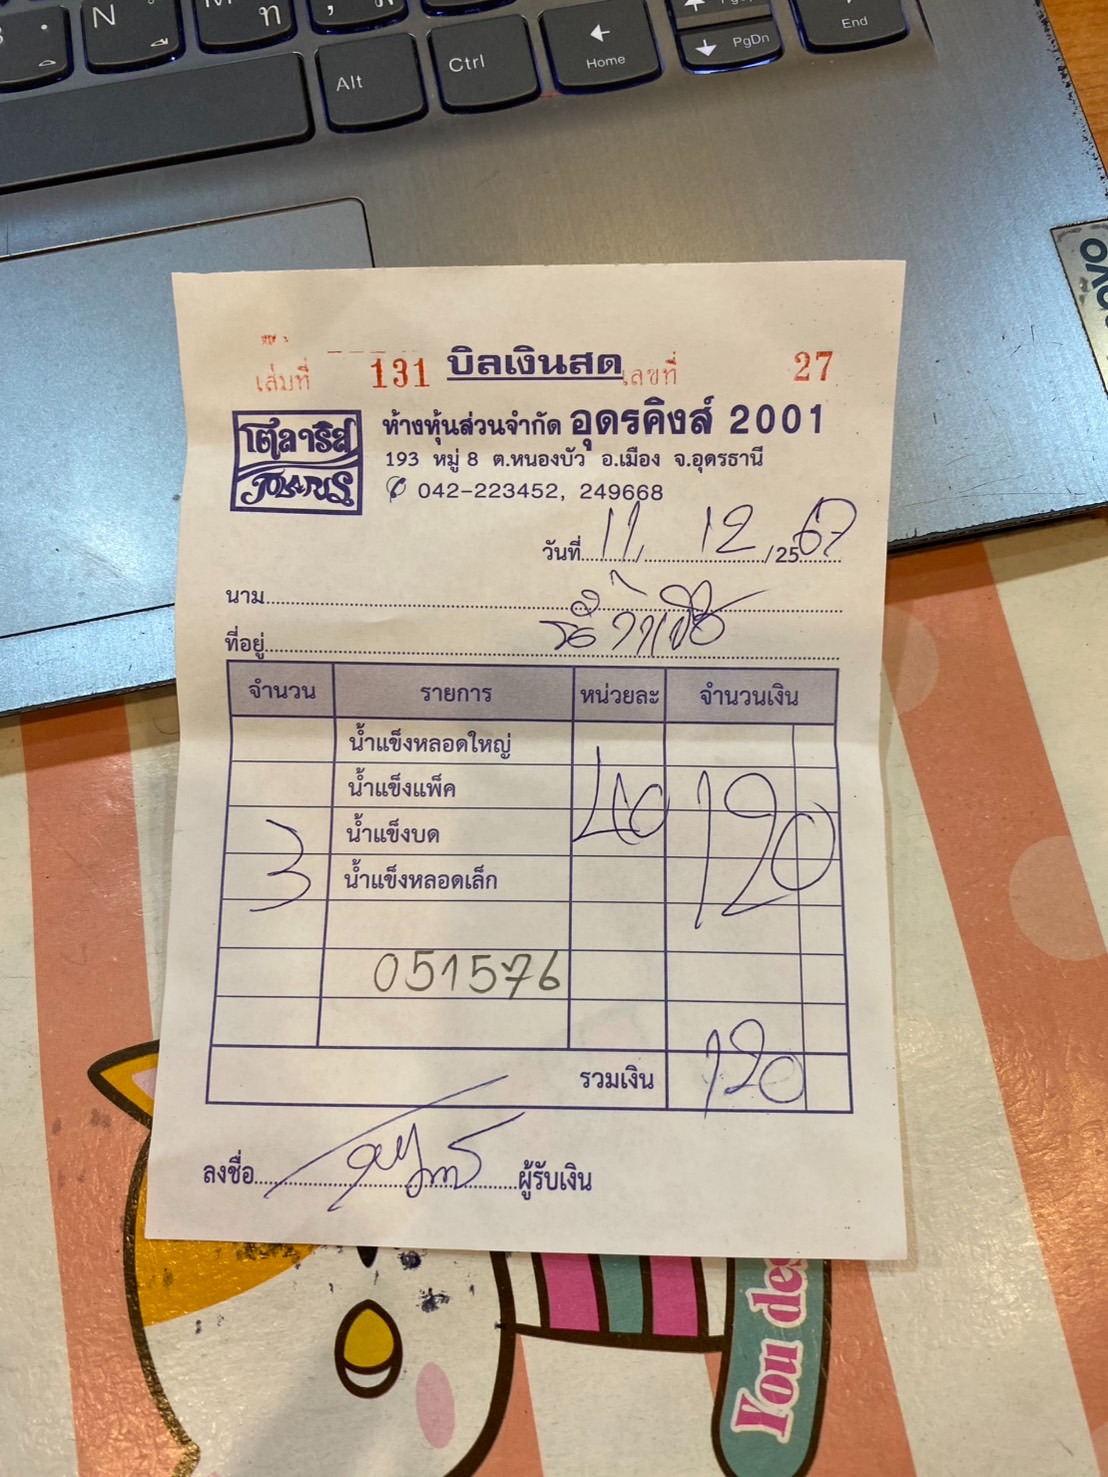 N ท
Alt
Ctrl
← Home
PgDn
End
เล่มที่ 131 บิลเงินสด เลขที่ 27
โตลาริส
POLARIS
ห้างหุ้นส่วนจำกัด อุดรคิงส์ 2001
193 หมู่ 8 ต.หนองบัว อ.เมือง จ.อุดรธานี
042-223452, 249668
วันที่ 11/ 12 /25 67
นาม
ที่อยู่
จำนวน รายการ หน่วยละ จำนวนเงิน
น้ำแข็งหลอดใหญ่
น้ำแข็งแพ็ค
น้ำแข็งบด
3 น้ำแข็งหลอดเล็ก 40 120
051576
รวมเงิน 120
ลงชื่อ ผู้รับเงิน
You des